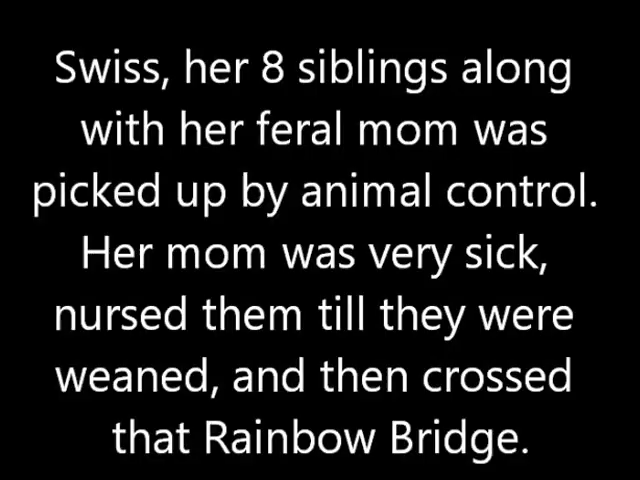 Swiss, her 8 siblings along
with her feral mom was
picked up by animal control.
Her mom was very sick,
nursed them till they were
weaned, and then crossed
that Rainbow Bridge.